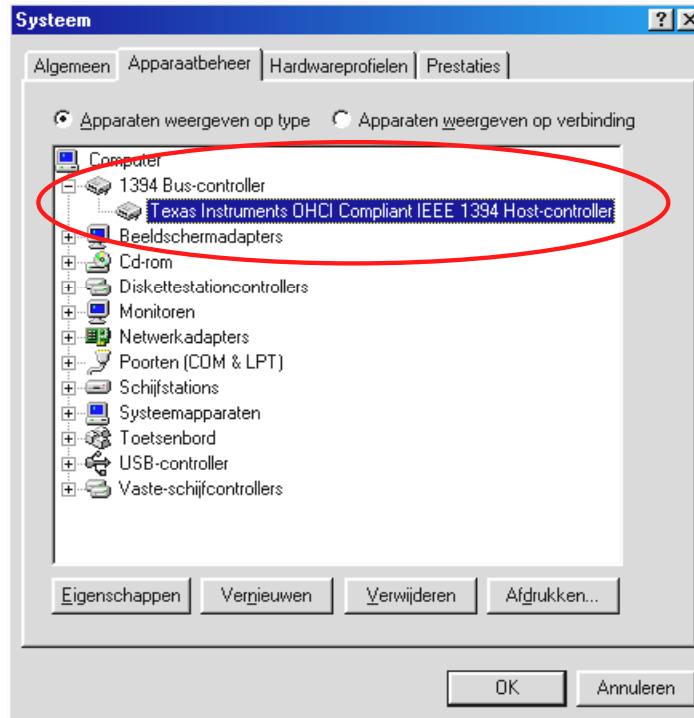 Systeem
Algemeen Apparaatbeheer Hardwareprofielen Prestaties
Apparaten weergeven op type Apparaten weergeven op verbinding
Computer
1394 Bus-controller
Texas Instruments OHCI Compliant IEEE 1394 Host-controller
Beeldschermadapters
Cd-rom
Diskettestationcontrollers
Monitoren
Netwerkadapters
Poorten (COM & LPT)
Schijfstations
Systeemapparaten
Toetsenbord
USB-controller
Vaste-schijfcontrollers
Eigenschappen Vernieuwen Verwijderen Afdrukken...
OK Annuleren